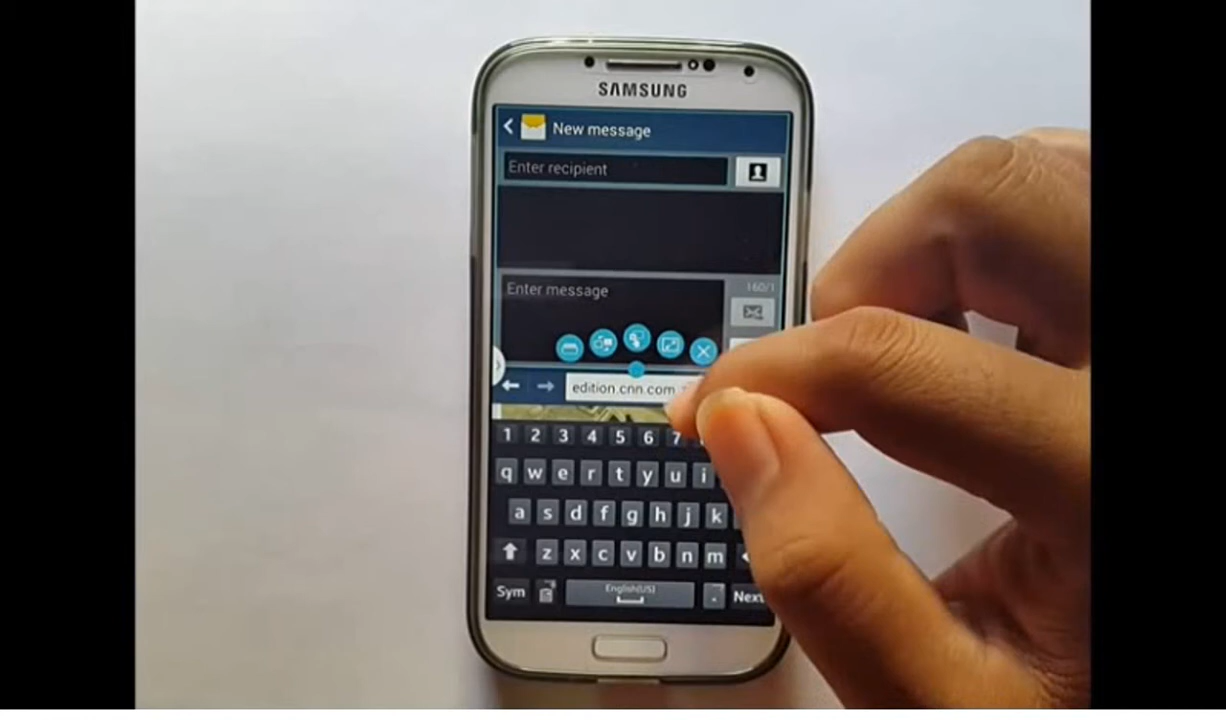 SAMSUNG
New message
Enter recipient
160/1
Enter message
edition.cnn.com
1 2 3 4 5 6 7
q w e r t y u i
a s d f g h j k
z x c v b n m
Sym English(US) . Next